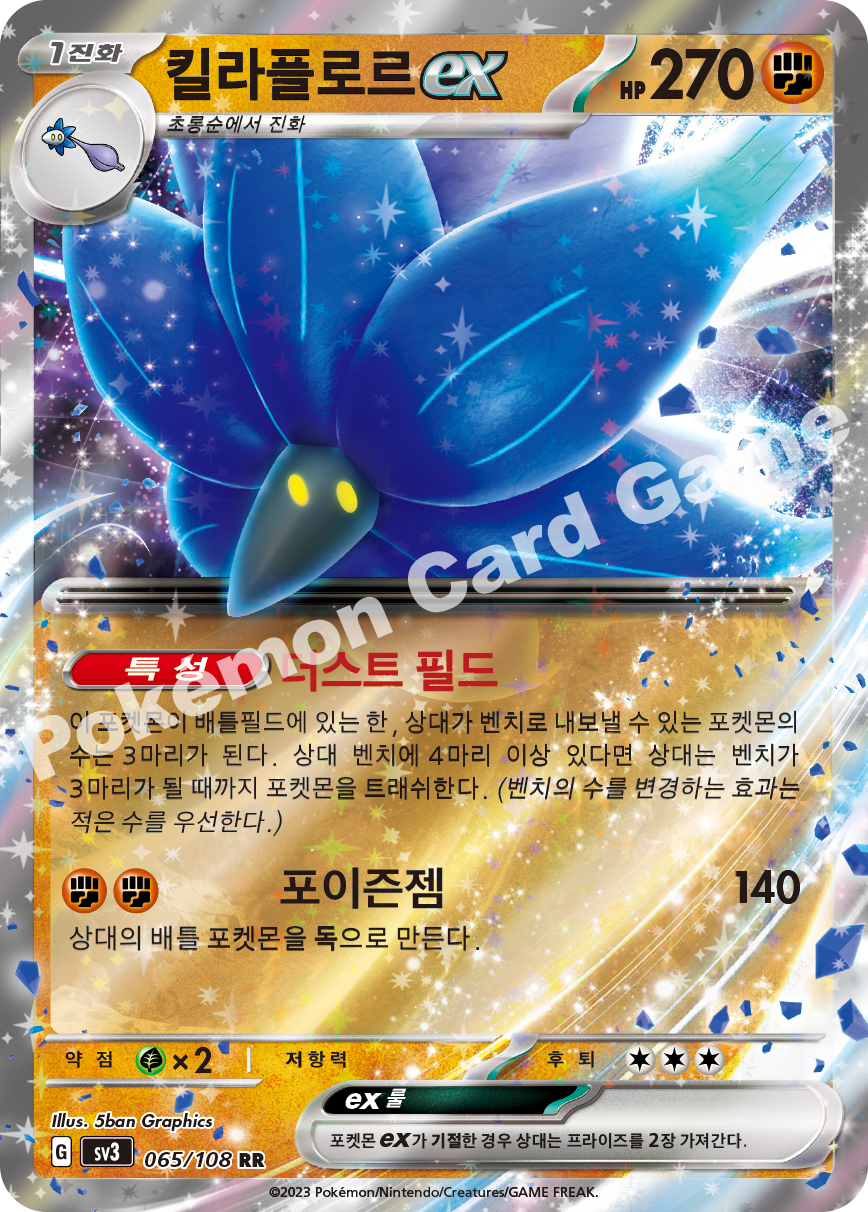 1진화
킬라플로르 ex
HP 270
초롱순에서 진화
특성 더스트 필드
이 포켓몬이 배틀필드에 있는 한, 상대가 벤치로 내보낼 수 있는 포켓몬의
수는 3마리가 된다. 상대 벤치에 4마리 이상 있다면 상대는 벤치가
3마리가 될 때까지 포켓몬을 트래쉬한다. (벤치의 수를 변경하는 효과는
적은 수를 우선한다.)
포이즌젬 140
상대의 배틀 포켓몬을 독으로 만든다.
약점 ×2 저항력 후퇴
ex 룰
포켓몬 ex가 기절한 경우 상대는 프라이즈를 2장 가져간다.
Illus. 5ban Graphics
G sv3 065/108 RR
©2023 Pokémon/Nintendo/Creatures/GAME FREAK.
Pokémon Card Game